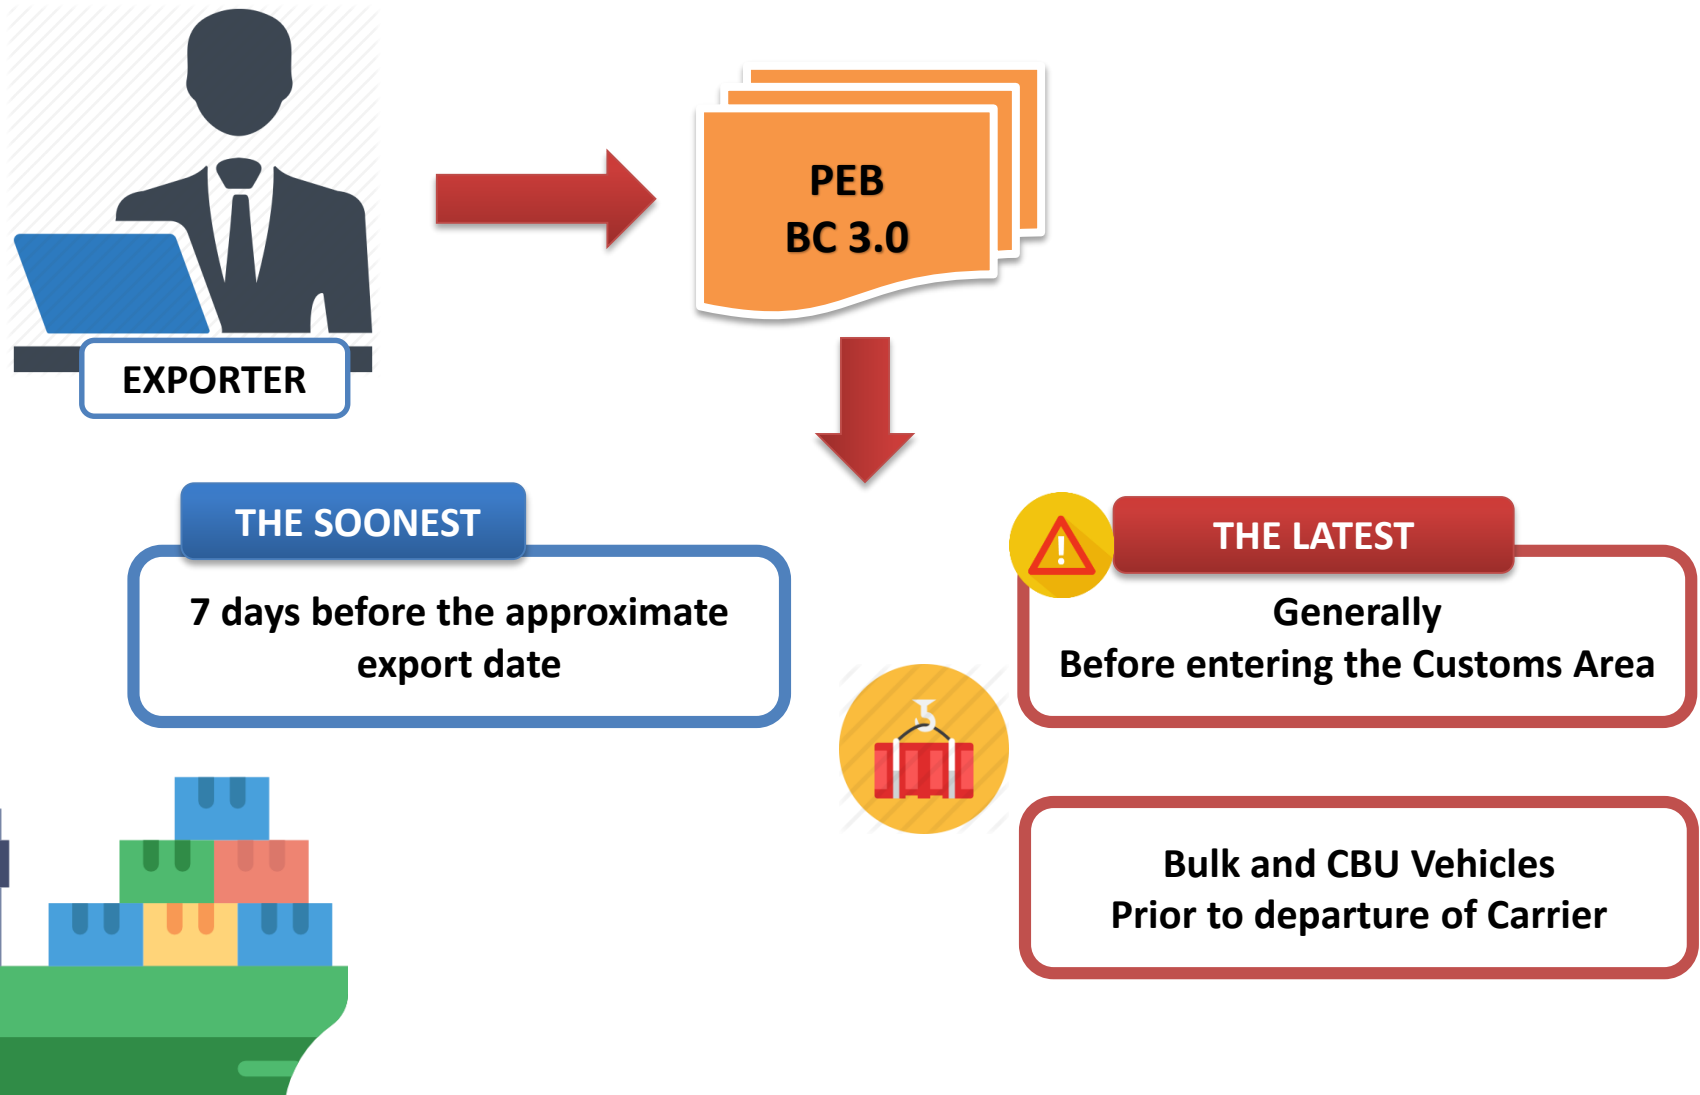 PEB
BC 3.0
EXPORTER
THE SOONEST
7 days before the approximate
export date
THE LATEST
Generally
Before entering the Customs Area
Bulk and CBU Vehicles
Prior to departure of Carrier